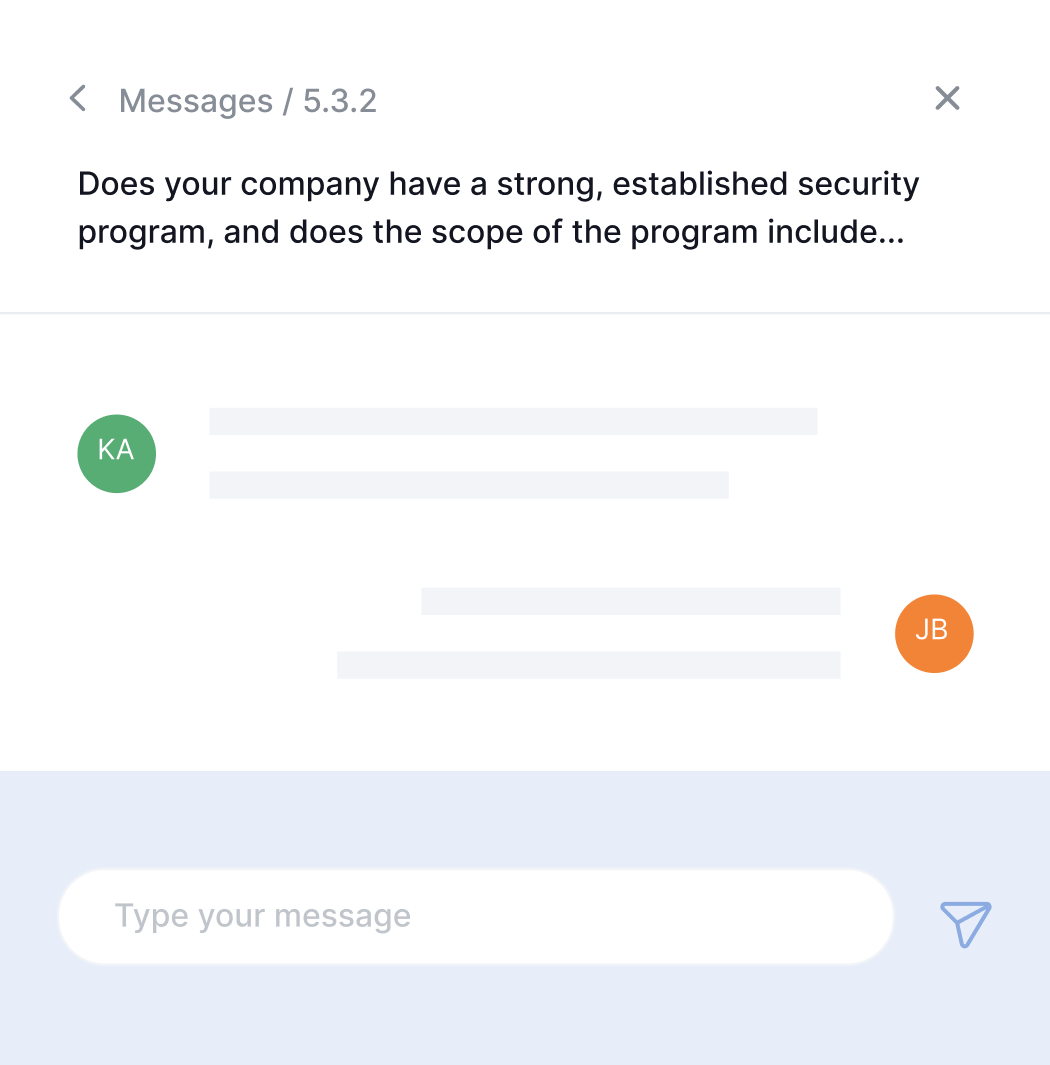 Messages / 5.3.2
Does your company have a strong, established security
program, and does the scope of the program include...
KA
JB
Type your message